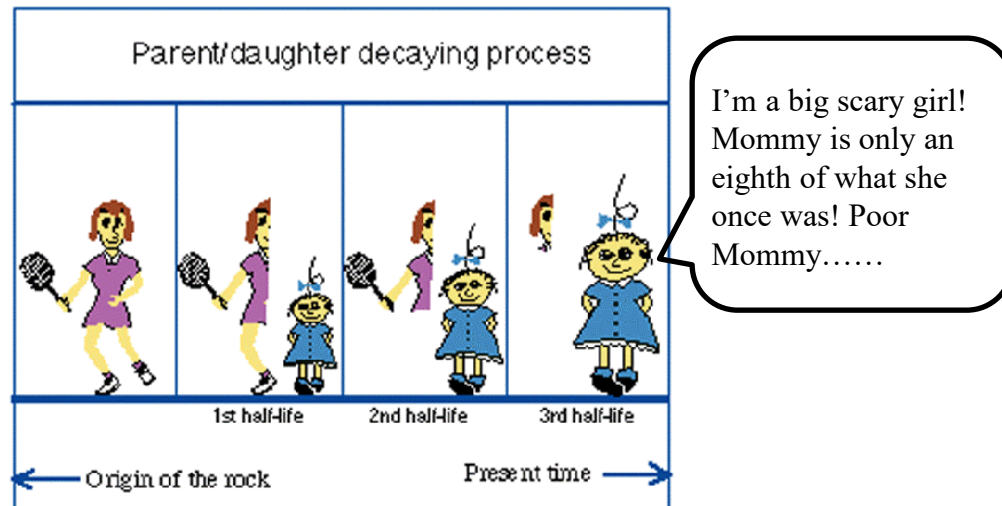 Parent/daughter decaying process
I’m a big scary girl!
Mommy is only an
eighth of what she
once was! Poor
Mommy……
1st half-life
2nd half-life
3rd half-life
Origin of the rock
Present time